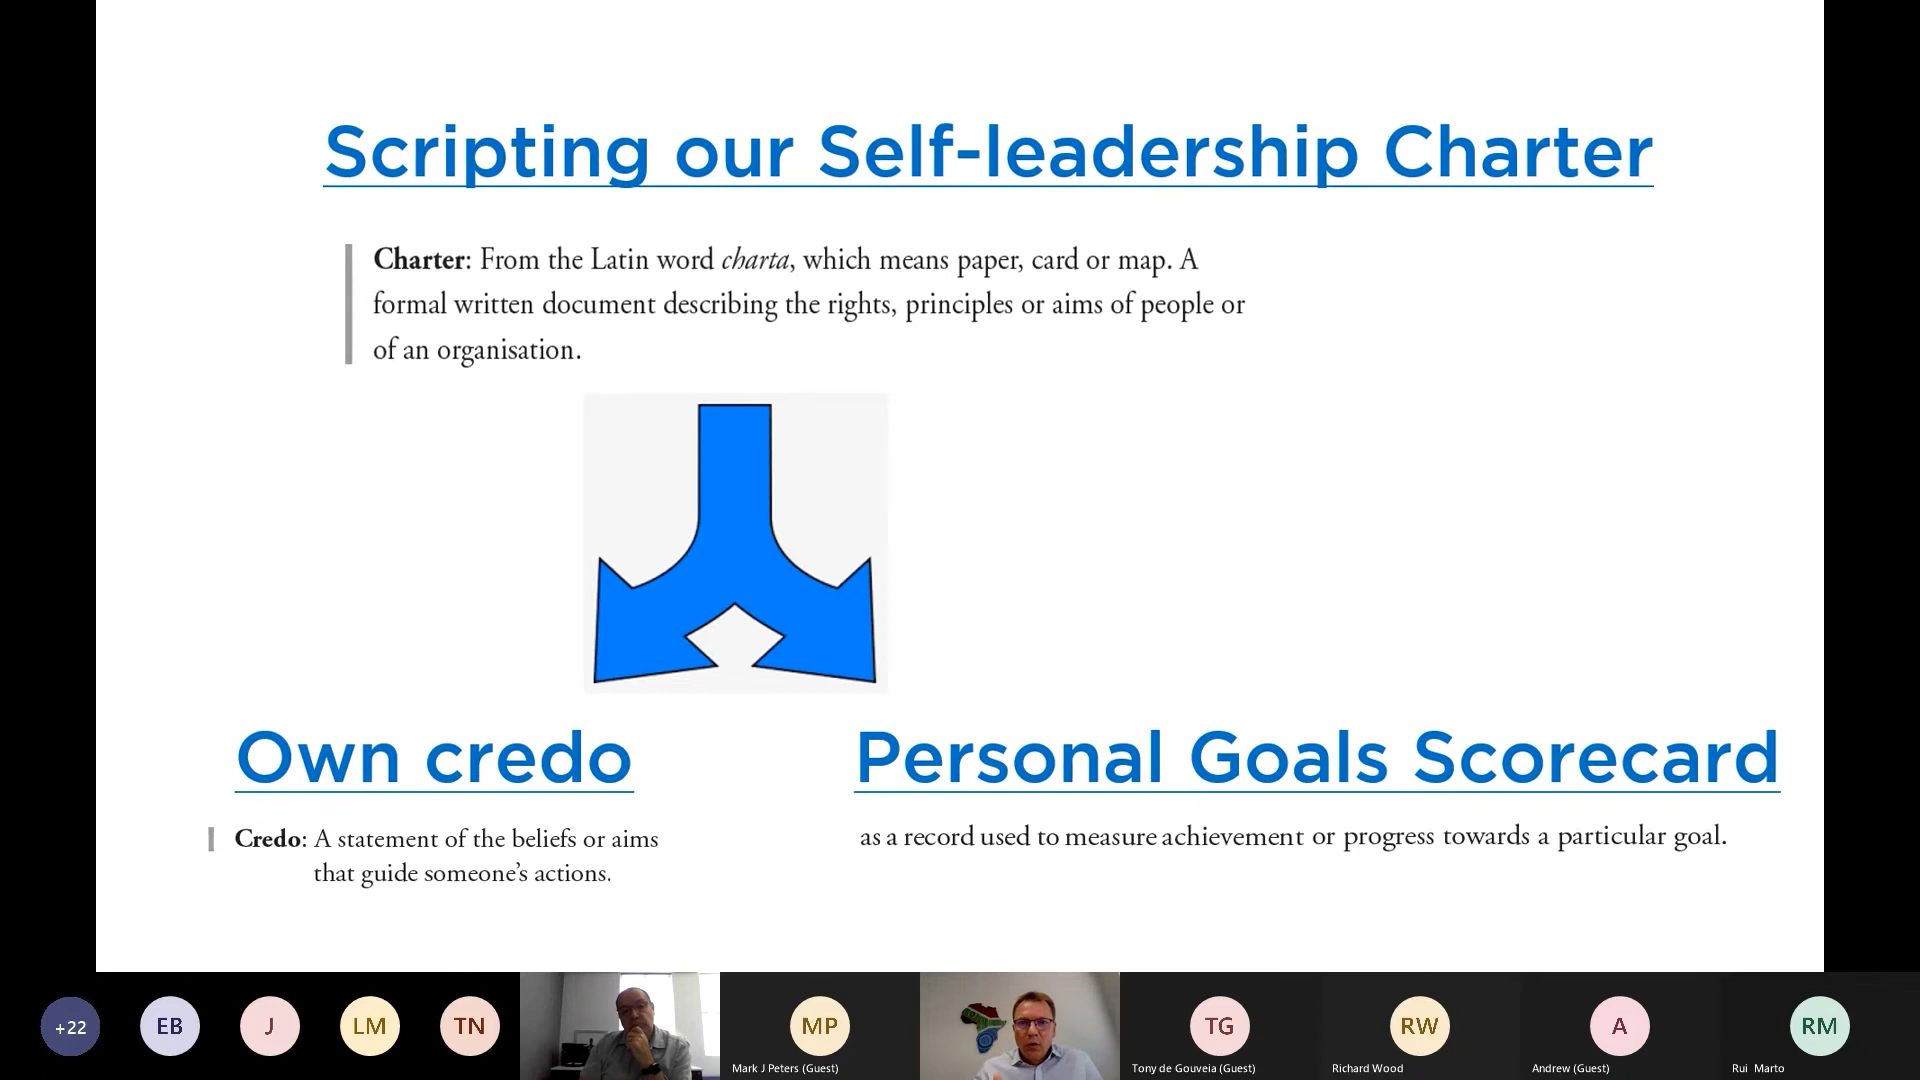 Scripting our Self-leadership Charter
Charter: From the Latin word charta, which means paper, card or map. A
formal written document describing the rights, principles or aims of people or
of an organisation.
Own credo
Credo: A statement of the beliefs or aims
that guide someone's actions.
Personal Goals Scorecard
as a record used to measure achievement or progress towards a particular goal.
+22
EB
J
LM
TN
MP
Mark J Peters (Guest)
TG
Tony de Gouveia (Guest)
RW
Richard Wood
A
Andrew (Guest)
RM
Rui Marto